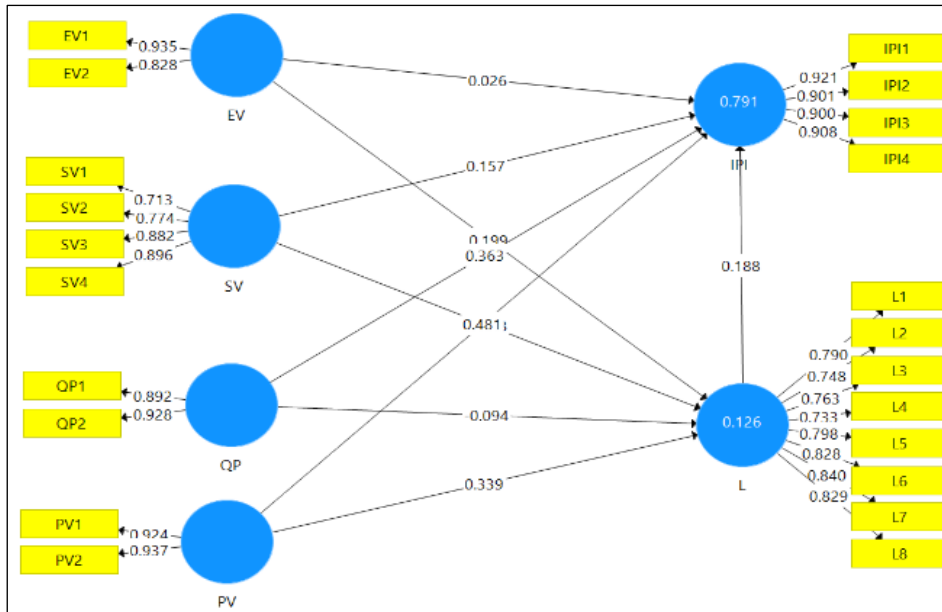 EV1
EV2
0.935
0.828
EV
SV1
SV2
SV3
SV4
0.713
0.774
0.882
0.896
SV
QP1
QP2
0.892
0.928
QP
PV1
PV2
0.924
0.937
PV
0.026
0.157
0.199
0.363
0.481
0.188
-0.094
0.339
0.791
IPI
0.921
0.901
0.900
0.908
IPI1
IPI2
IPI3
IPI4
0.126
L
0.790
0.748
0.763
0.733
0.798
0.828
0.840
0.829
L1
L2
L3
L4
L5
L6
L7
L8